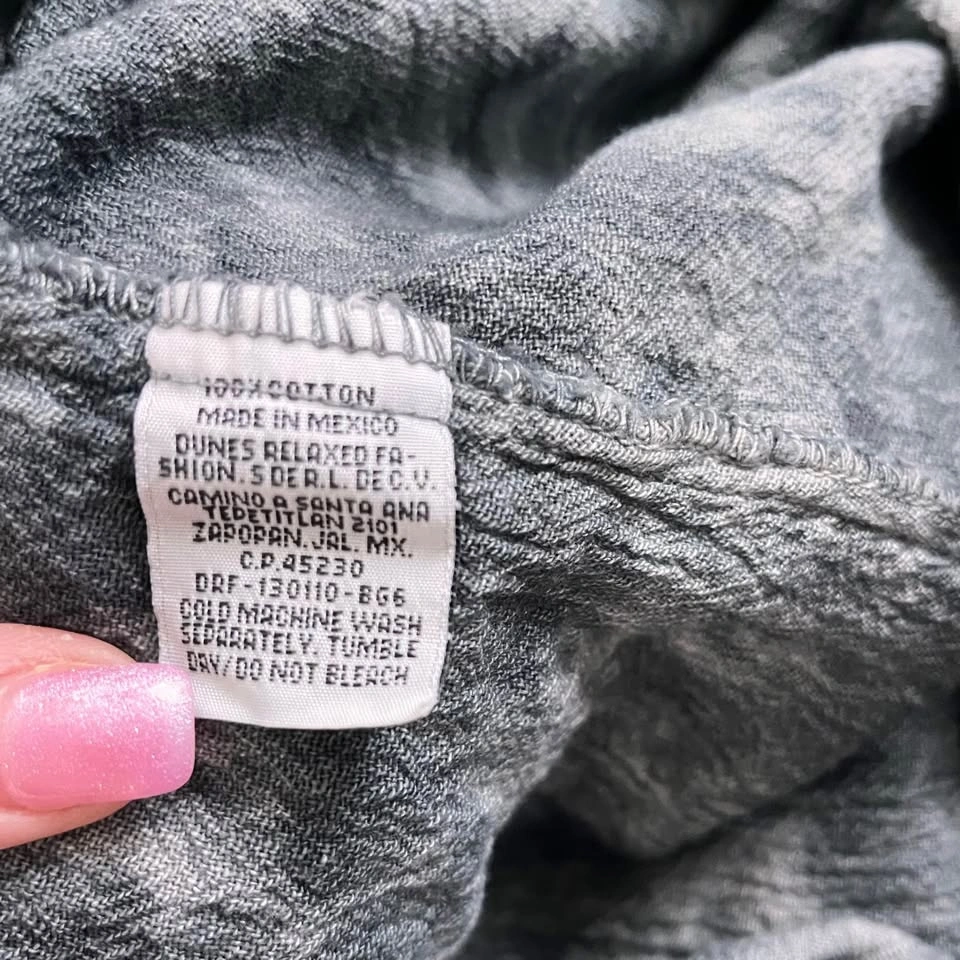 100%COTTON
MADE IN MEXICO
DUNES RELAXED FA-
SHION.S DE R.L. DE C.V.
CAMINO A SANTA ANA
TEPETITLAN 2101
ZAPOPAN.JAL. MX.
C.P.45230
DRF-130110-BG6
COLD MACHINE WASH
SEPARATELY. TUMBLE
DRY/DO NOT BLEACH